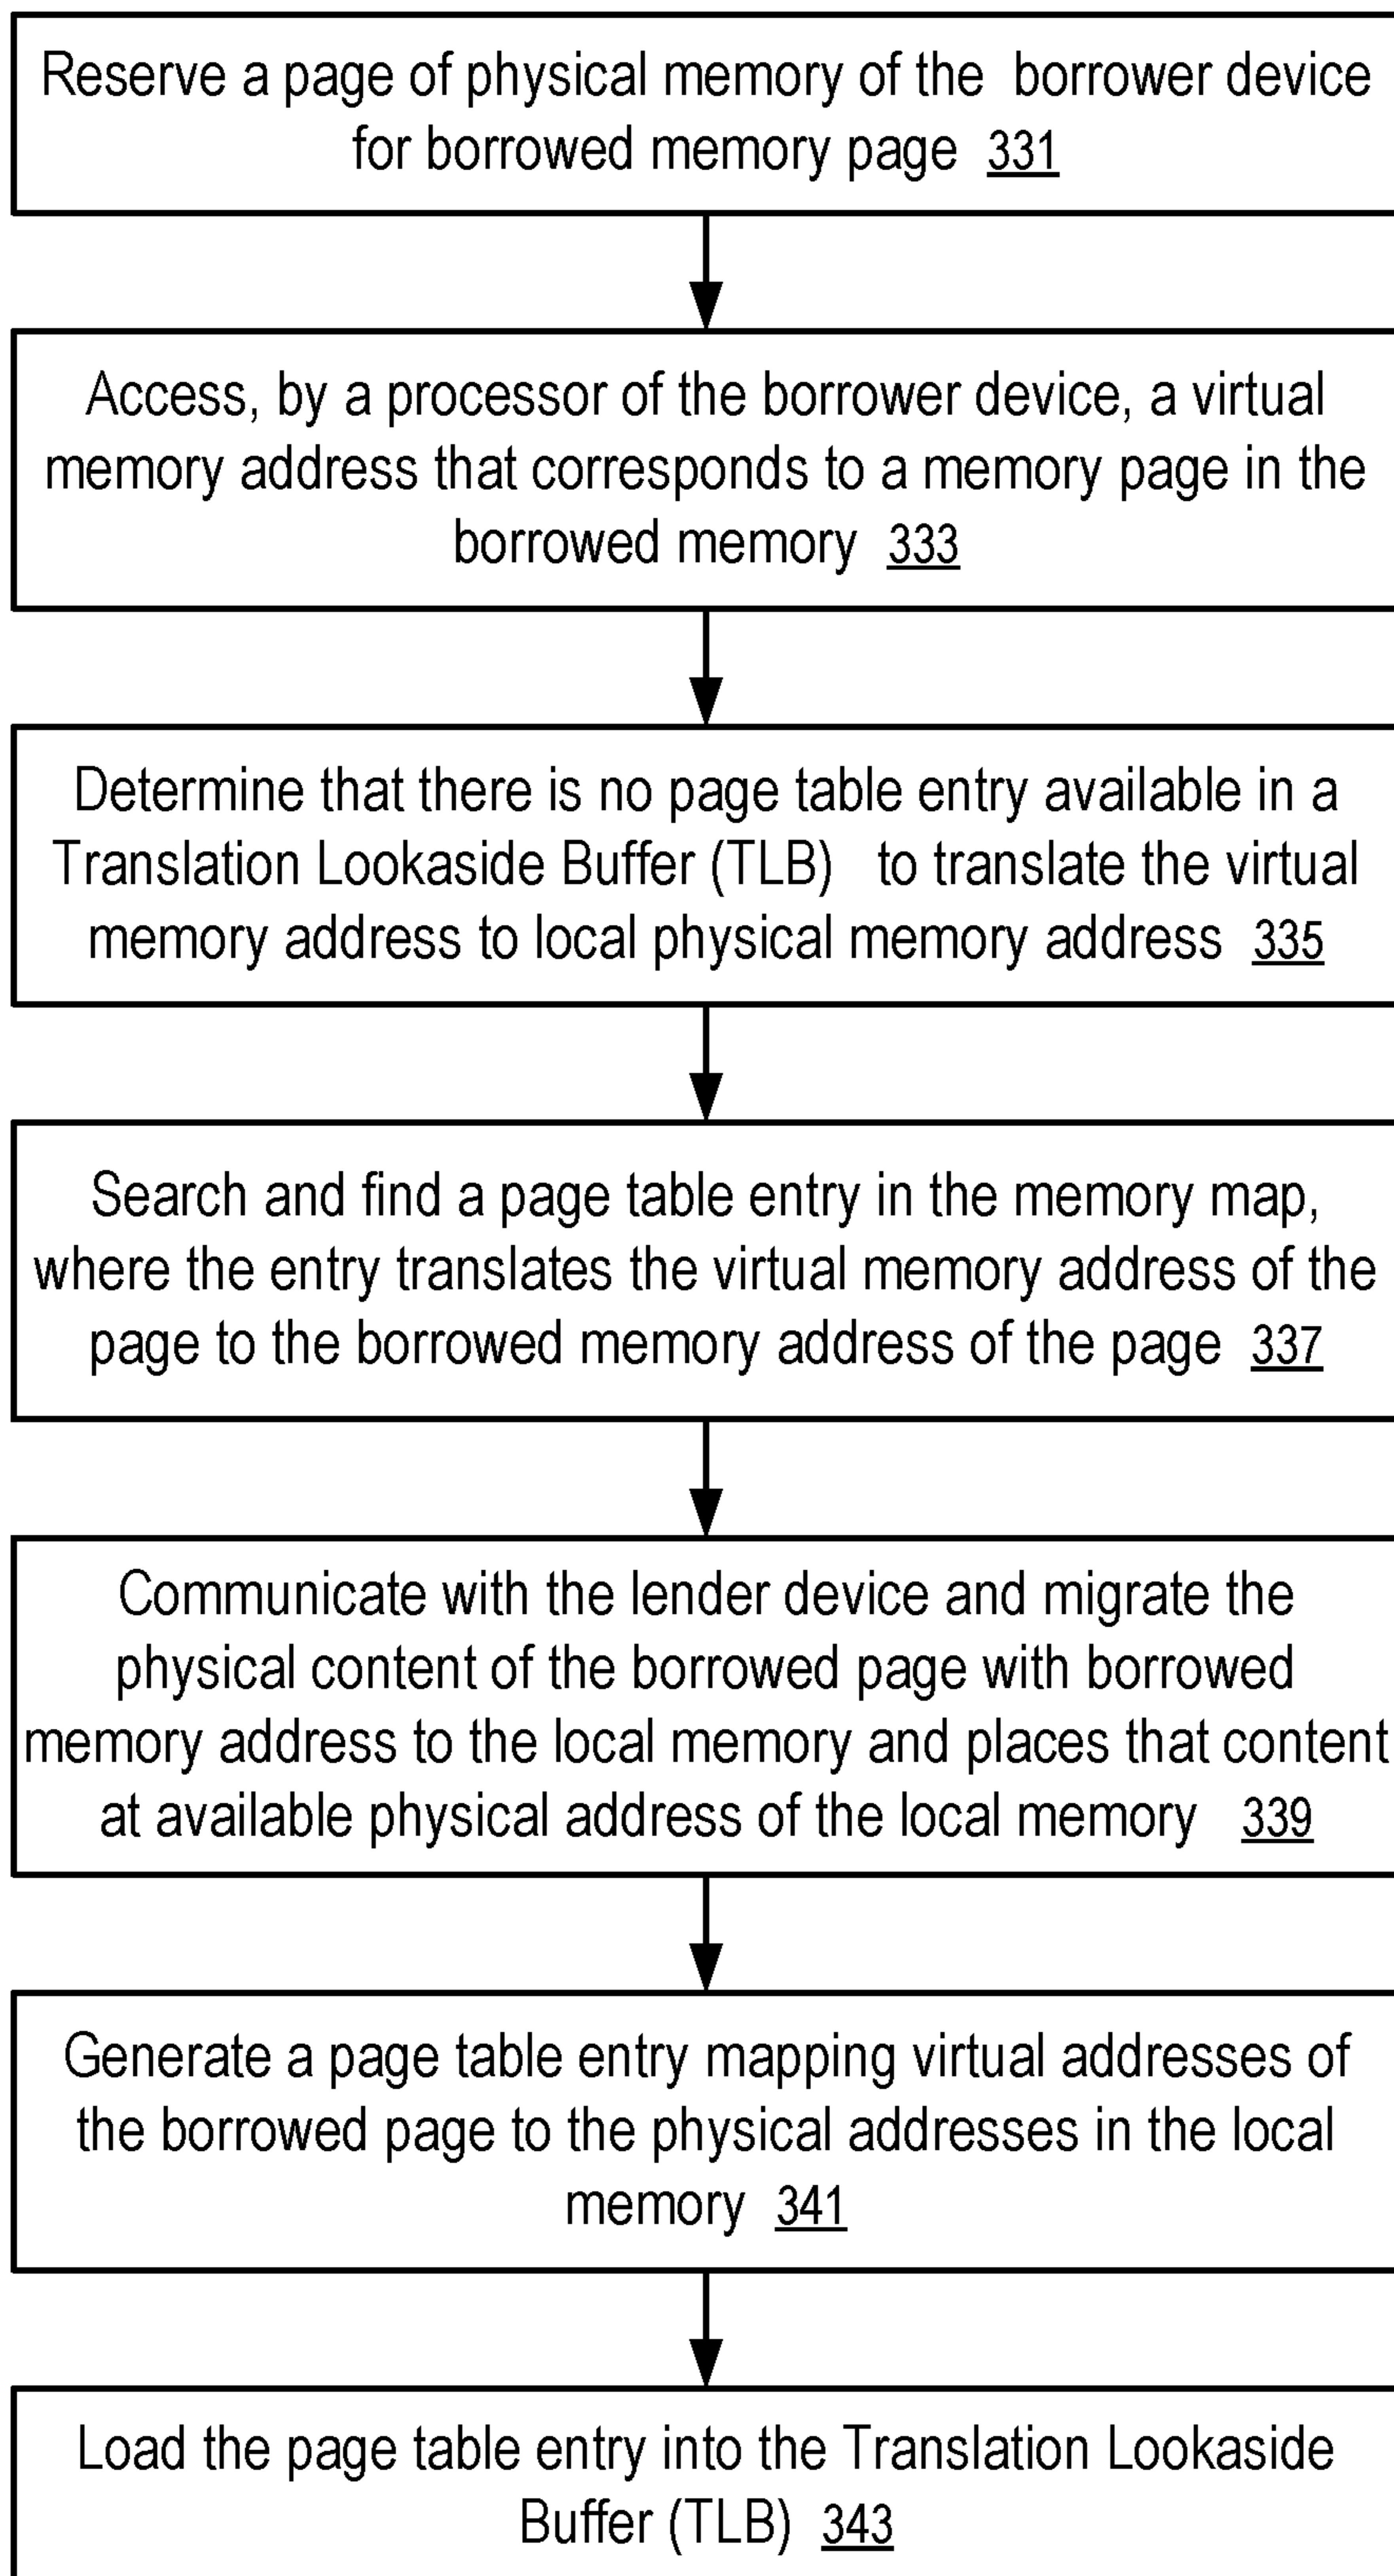 Reserve a page of physical memory of the borrower device
for borrowed memory page 331
Access, by a processor of the borrower device, a virtual
memory address that corresponds to a memory page in the
borrowed memory 333
Determine that there is no page table entry available in a
Translation Lookaside Buffer (TLB) to translate the virtual
memory address to local physical memory address 335
Search and find a page table entry in the memory map,
where the entry translates the virtual memory address of the
page to the borrowed memory address of the page 337
Communicate with the lender device and migrate the
physical content of the borrowed page with borrowed
memory address to the local memory and places that content
at available physical address of the local memory 339
Generate a page table entry mapping virtual addresses of
the borrowed page to the physical addresses in the local
memory 341
Load the page table entry into the Translation Lookaside
Buffer (TLB) 343